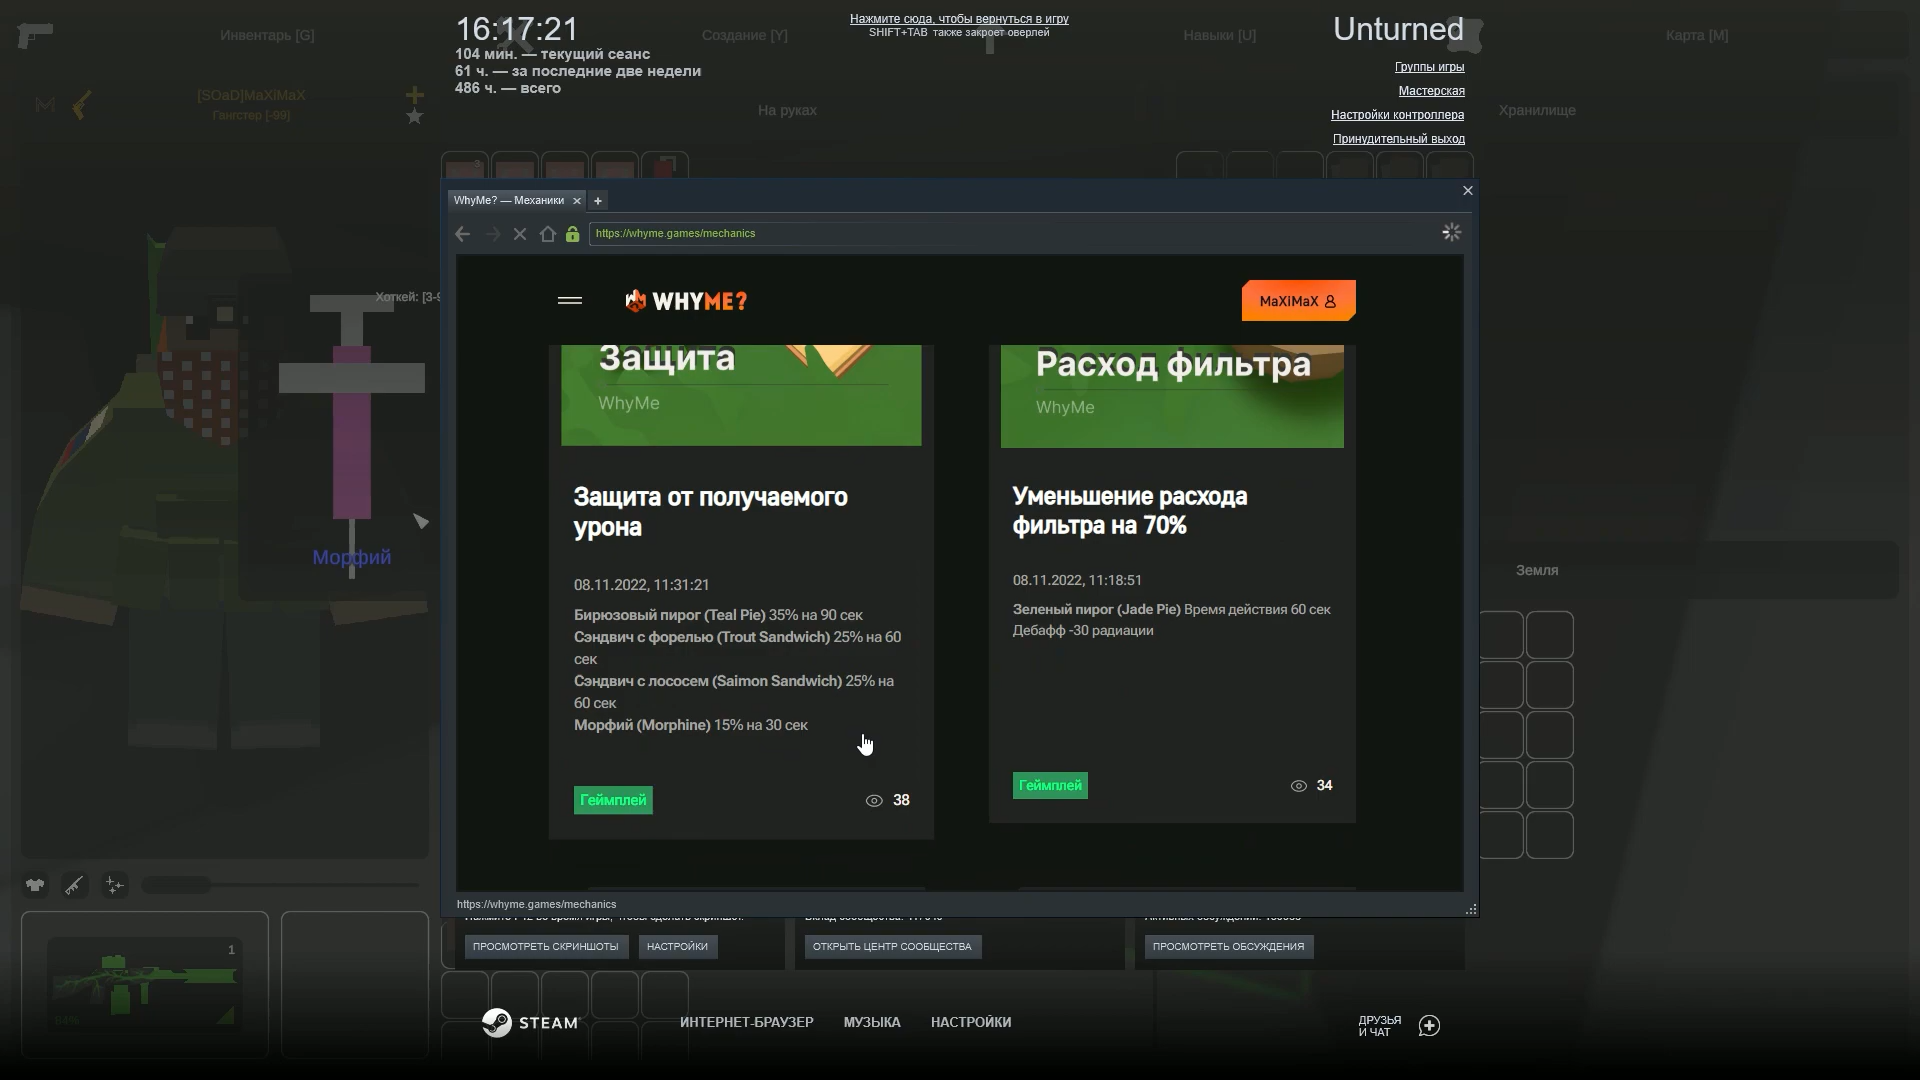 16:17:21
104 мин. — текущий сеанс
61 ч. — за последние две недели
486 ч. — всего
Нажмите сюда, чтобы вернуться в игру
SHIFT+TAB также закроет оверлей
Unturned
Группы игры
Мастерская
Настройки контроллера
Принудительный выход
Инвентарь [G]
Создание [Y]
Навыки [U]
Карта [M]
[SOaD]MaXiMaX
Гангстер [-99]
На руках
Хранилище
3
Хоткей: [3-9
Морфий
Земля
WhyMe? — Механики
https://whyme.games/mechanics
WHYME?
MaXiMaX
Защита
WhyMe
Защита от получаемого
урона
08.11.2022, 11:31:21
Бирюзовый пирог (Teal Pie) 35% на 90 сек
Сэндвич с форелью (Trout Sandwich) 25% на 60
сек
Сэндвич с лососем (Saimon Sandwich) 25% на
60 сек
Морфий (Morphine) 15% на 30 сек
Геймплей
38
Расход фильтра
WhyMe
Уменьшение расхода
фильтра на 70%
08.11.2022, 11:18:51
Зеленый пирог (Jade Pie) Время действия 60 сек
Дебафф -30 радиации
Геймплей
34
https://whyme.games/mechanics
ПРОСМОТРЕТЬ СКРИНШОТЫ
НАСТРОЙКИ
ОТКРЫТЬ ЦЕНТР СООБЩЕСТВА
ПРОСМОТРЕТЬ ОБСУЖДЕНИЯ
1
94%
STEAM
ИНТЕРНЕТ-БРАУЗЕР
МУЗЫКА
НАСТРОЙКИ
ДРУЗЬЯ
И ЧАТ